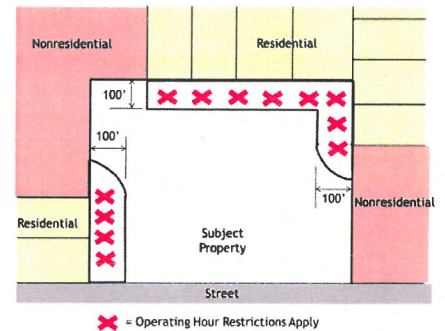 Nonresidential
Residential
100'
100'
100'
Nonresidential
Residential
Subject
Property
Street
= Operating Hour Restrictions Apply